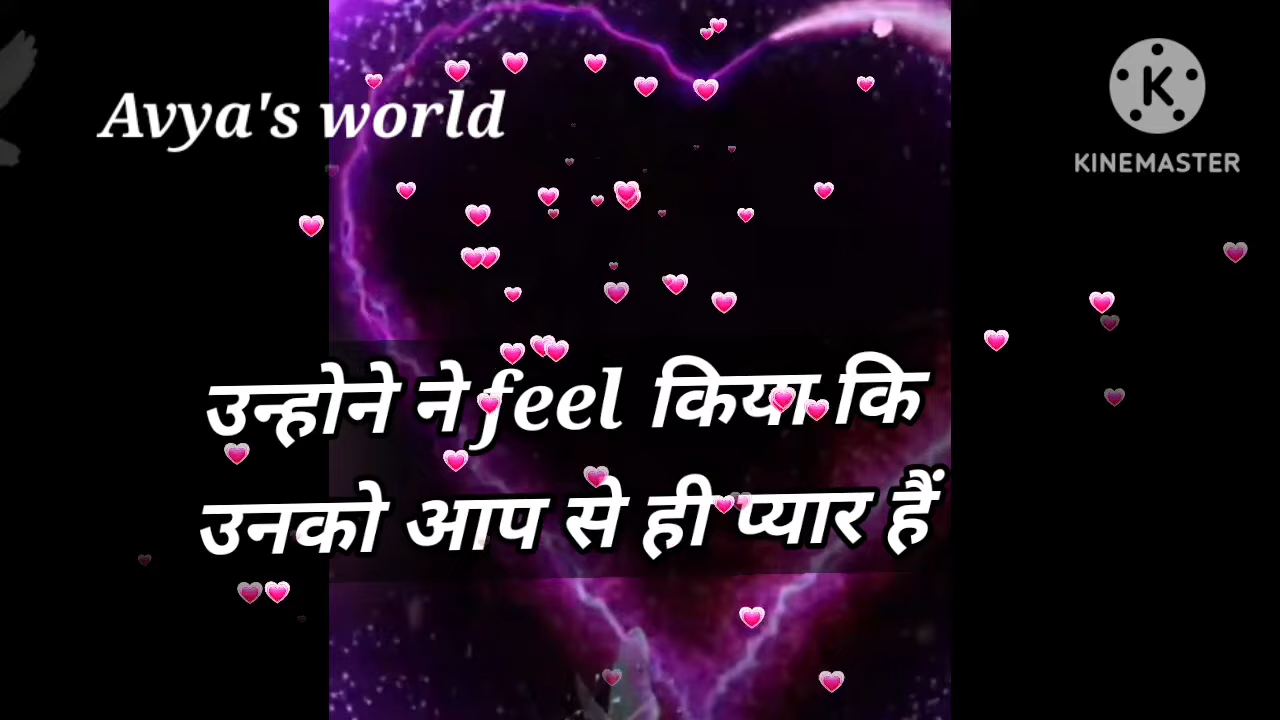 Avya's world
KINEMASTER
उन्होने ने feel किया कि
उनको आप से ही प्यार हैं